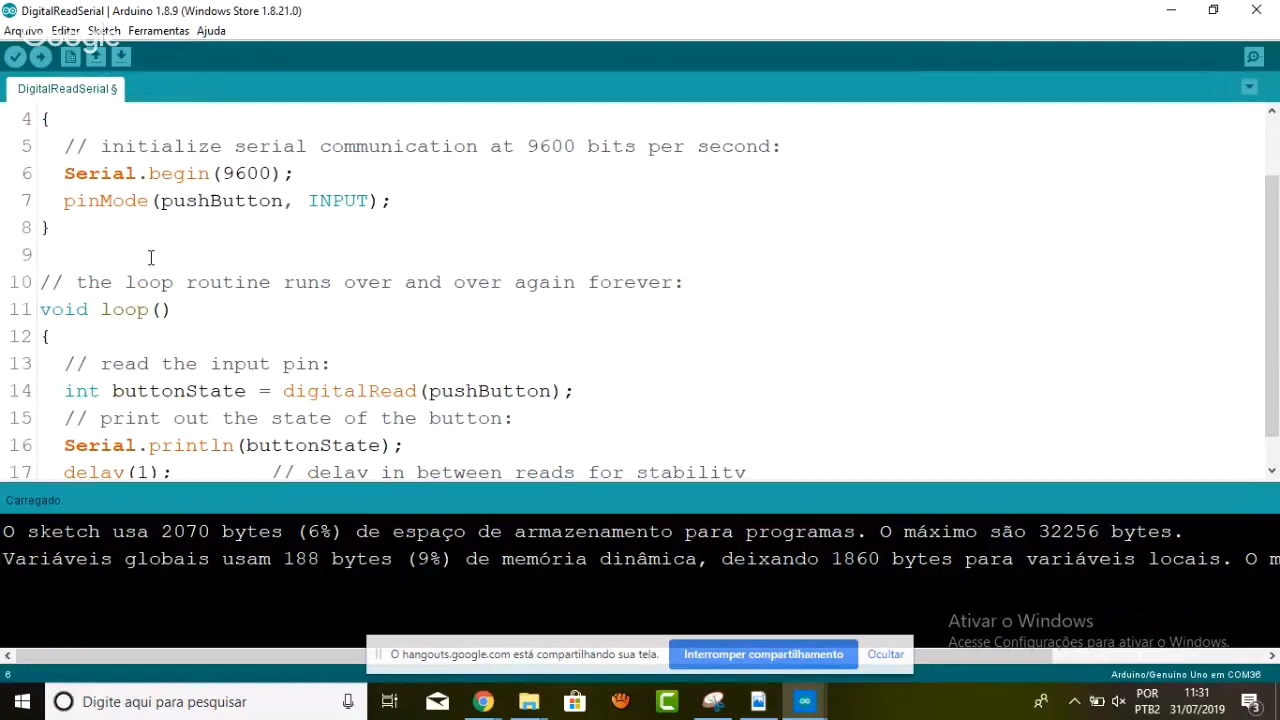 DigitalReadSerial | Arduino 1.8.9 (Windows Store 1.8.21.0)
Arquivo Editar Sketch Ferramentas Ajuda
Google
DigitalReadSerial §
4 {
5 // initialize serial communication at 9600 bits per second:
6 Serial.begin(9600);
7 pinMode(pushButton, INPUT);
8 }
9
10 // the loop routine runs over and over again forever:
11 void loop()
12 {
13 // read the input pin:
14 int buttonState = digitalRead(pushButton);
15 // print out the state of the button:
16 Serial.println(buttonState);
17 delay(1); // delay in between reads for stability
Carregado.
O sketch usa 2070 bytes (6%) de espaço de armazenamento para programas. O máximo são 32256 bytes.
Variáveis globais usam 188 bytes (9%) de memória dinâmica, deixando 1860 bytes para variáveis locais. O m
Ativar o Windows
Acesse Configurações para ativar o Windows.
O hangouts.google.com está compartilhando sua tela. Interromper compartilhamento Ocultar
6 Arduino/Genuino Uno em COM36
Digite aqui para pesquisar
POR 11:31
PTB2 31/07/2019
3